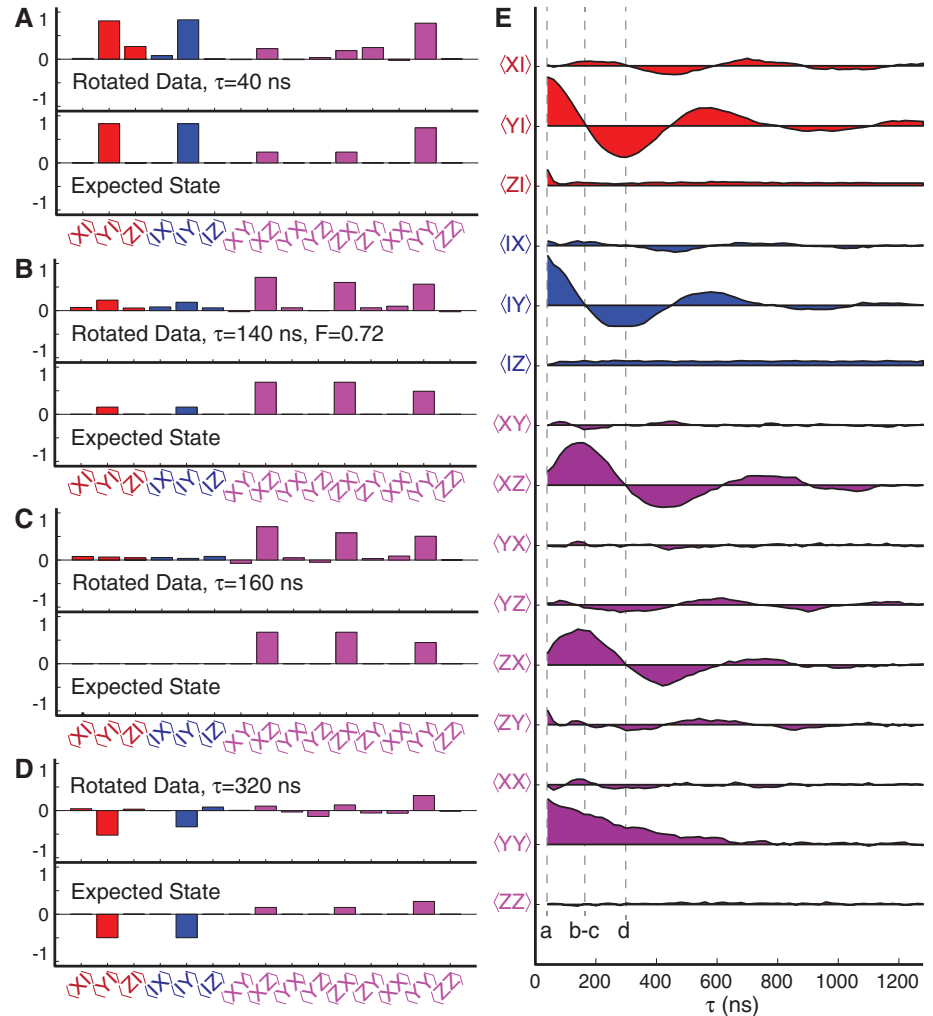 A
1
0
-1
Rotated Data, τ=40 ns
1
0
-1
Expected State
⟨XI⟩ ⟨YI⟩ ⟨ZI⟩ ⟨IX⟩ ⟨IY⟩ ⟨IZ⟩ ⟨XY⟩ ⟨XZ⟩ ⟨YX⟩ ⟨YZ⟩ ⟨ZX⟩ ⟨ZY⟩ ⟨XX⟩ ⟨YY⟩ ⟨ZZ⟩
B
1
0
-1
Rotated Data, τ=140 ns, F=0.72
1
0
-1
Expected State
⟨XI⟩ ⟨YI⟩ ⟨ZI⟩ ⟨IX⟩ ⟨IY⟩ ⟨IZ⟩ ⟨XY⟩ ⟨XZ⟩ ⟨YX⟩ ⟨YZ⟩ ⟨ZX⟩ ⟨ZY⟩ ⟨XX⟩ ⟨YY⟩ ⟨ZZ⟩
C
1
0
-1
Rotated Data, τ=160 ns
1
0
-1
Expected State
⟨XI⟩ ⟨YI⟩ ⟨ZI⟩ ⟨IX⟩ ⟨IY⟩ ⟨IZ⟩ ⟨XY⟩ ⟨XZ⟩ ⟨YX⟩ ⟨YZ⟩ ⟨ZX⟩ ⟨ZY⟩ ⟨XX⟩ ⟨YY⟩ ⟨ZZ⟩
D
1
0
-1
Rotated Data, τ=320 ns
1
0
-1
Expected State
⟨XI⟩ ⟨YI⟩ ⟨ZI⟩ ⟨IX⟩ ⟨IY⟩ ⟨IZ⟩ ⟨XY⟩ ⟨XZ⟩ ⟨YX⟩ ⟨YZ⟩ ⟨ZX⟩ ⟨ZY⟩ ⟨XX⟩ ⟨YY⟩ ⟨ZZ⟩
E
⟨XI⟩
⟨YI⟩
⟨ZI⟩
⟨IX⟩
⟨IY⟩
⟨IZ⟩
⟨XY⟩
⟨XZ⟩
⟨YX⟩
⟨YZ⟩
⟨ZX⟩
⟨ZY⟩
⟨XX⟩
⟨YY⟩
⟨ZZ⟩
a b-c d
0 200 400 600 800 1000 1200
τ (ns)